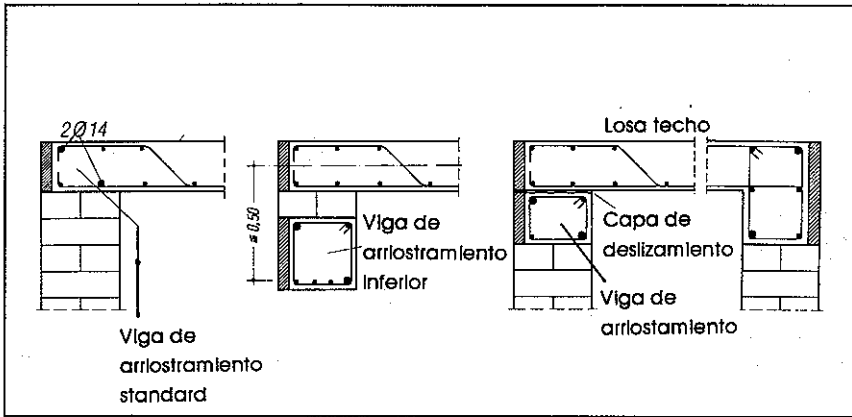 2Ø14
Viga de
arriostramiento
standard
≤ 0,50
Viga de
arriostramiento
inferior
Losa techo
Capa de
deslizamiento
Viga de
arriostamiento